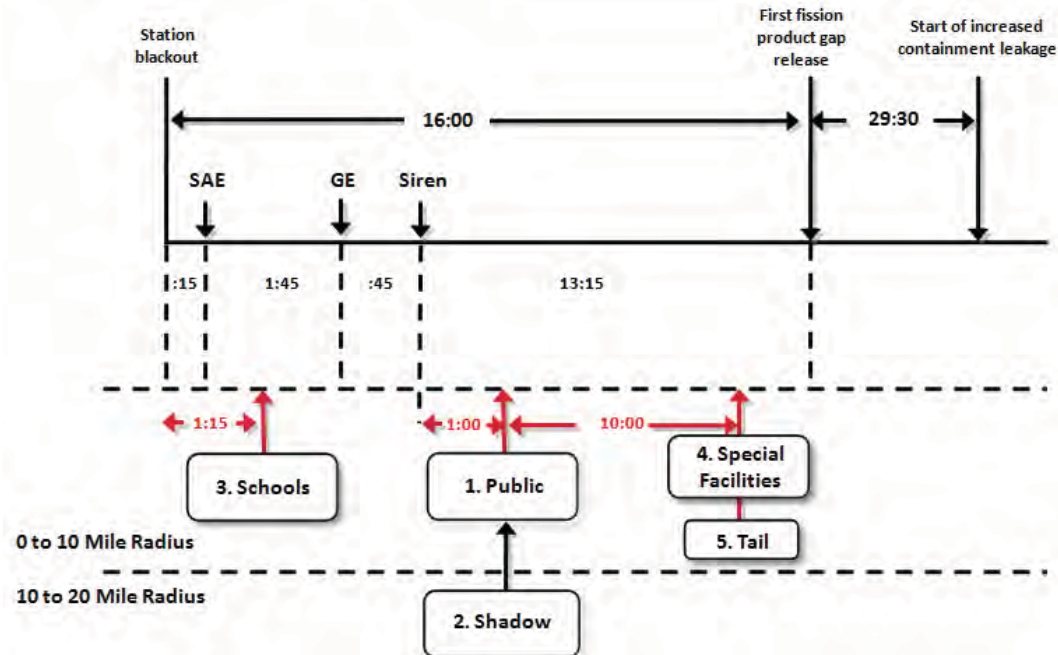 Station
blackout
First fission
product gap
release
Start of increased
containment leakage
16:00
29:30
SAE
GE
Siren
:15
1:45
:45
13:15
1:15
1:00
10:00
3. Schools
1. Public
4. Special
Facilities
5. Tail
0 to 10 Mile Radius
10 to 20 Mile Radius
2. Shadow